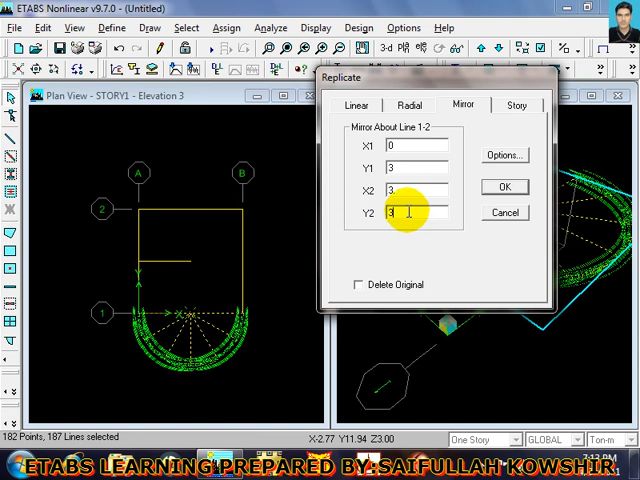 ETABS Nonlinear v9.7.0 - (Untitled)
File Edit View Define Draw Select Assign Analyze Display Design Options Help
3-d
Plan View - STORY1 - Elevation 3
A B
2
1
Y
X
Replicate
Linear Radial Mirror Story
Mirror About Line 1-2
X1 0
Y1 3
X2 3.
Y2 3
Options...
OK
Cancel
Delete Original
182 Points, 187 Lines selected
X-2.77 Y11.94 Z3.00
One Story GLOBAL Ton-m
ETABS LEARNING PREPARED BY:SAIFULLAH KOWSHIR